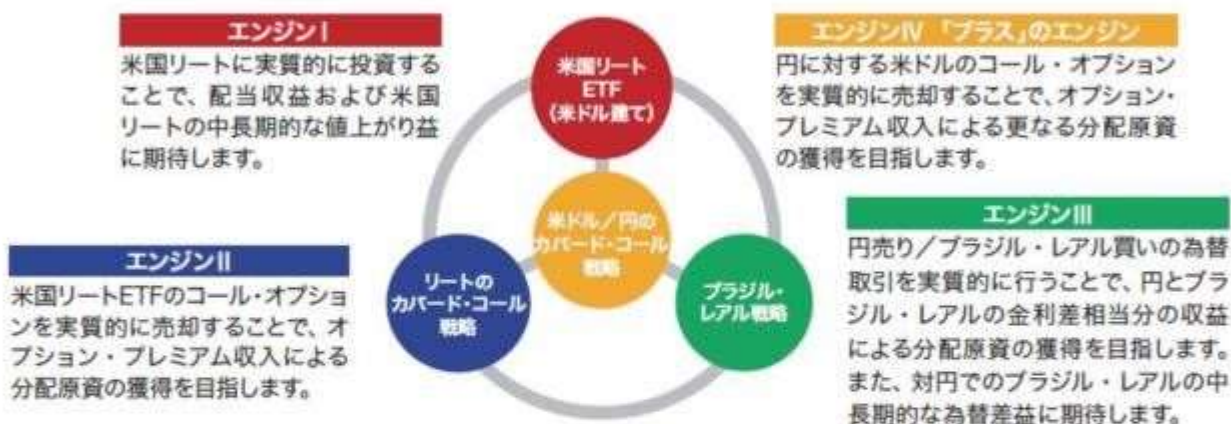 エンジンⅠ
米国リートに実質的に投資する
ことで、配当収益および米国
リートの中長期的な値上がり益
に期待します。
米国リート
ETF
(米ドル建て)
エンジンⅣ 「プラス」のエンジン
円に対する米ドルのコール・オプション
を実質的に売却することで、オプション・
プレミアム収入による更なる分配原資
の獲得を目指します。
米ドル/円の
カバード・コール
戦略
エンジンⅡ
米国リートETFのコール・オプショ
ンを実質的に売却することで、オ
プション・プレミアム収入による
分配原資の獲得を目指します。
リートの
カバード・コール
戦略
ブラジル・
レアル戦略
エンジンⅢ
円売り/ブラジル・レアル買いの為替
取引を実質的に行うことで、円とブラ
ジル・レアルの金利差相当分の収益
による分配原資の獲得を目指します。
また、対円でのブラジル・レアルの中
長期的な為替差益に期待します。